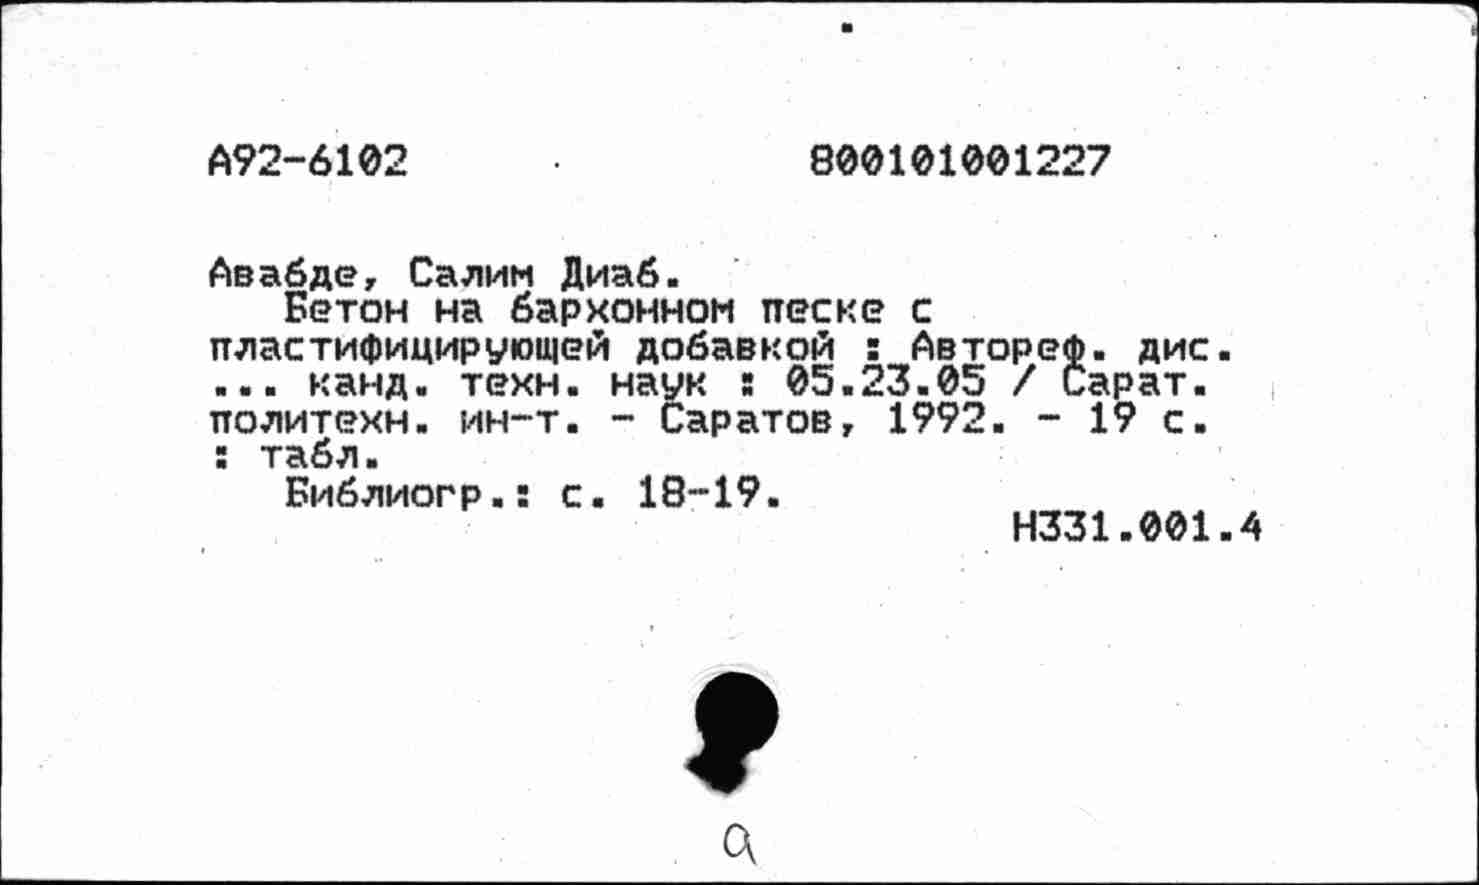 А92-6102 800101001227
Авабде, Салим Диаб.
Бетон на бархонном песке с
пластифицирующей добавкой : Автореф. дис.
... канд. техн. наук : 05.23.05 / Сарат.
политехн. ин-т. - Саратов, 1992. - 19 с.
: табл.
Библиогр.: с. 18-19.
Н331.001.4
а